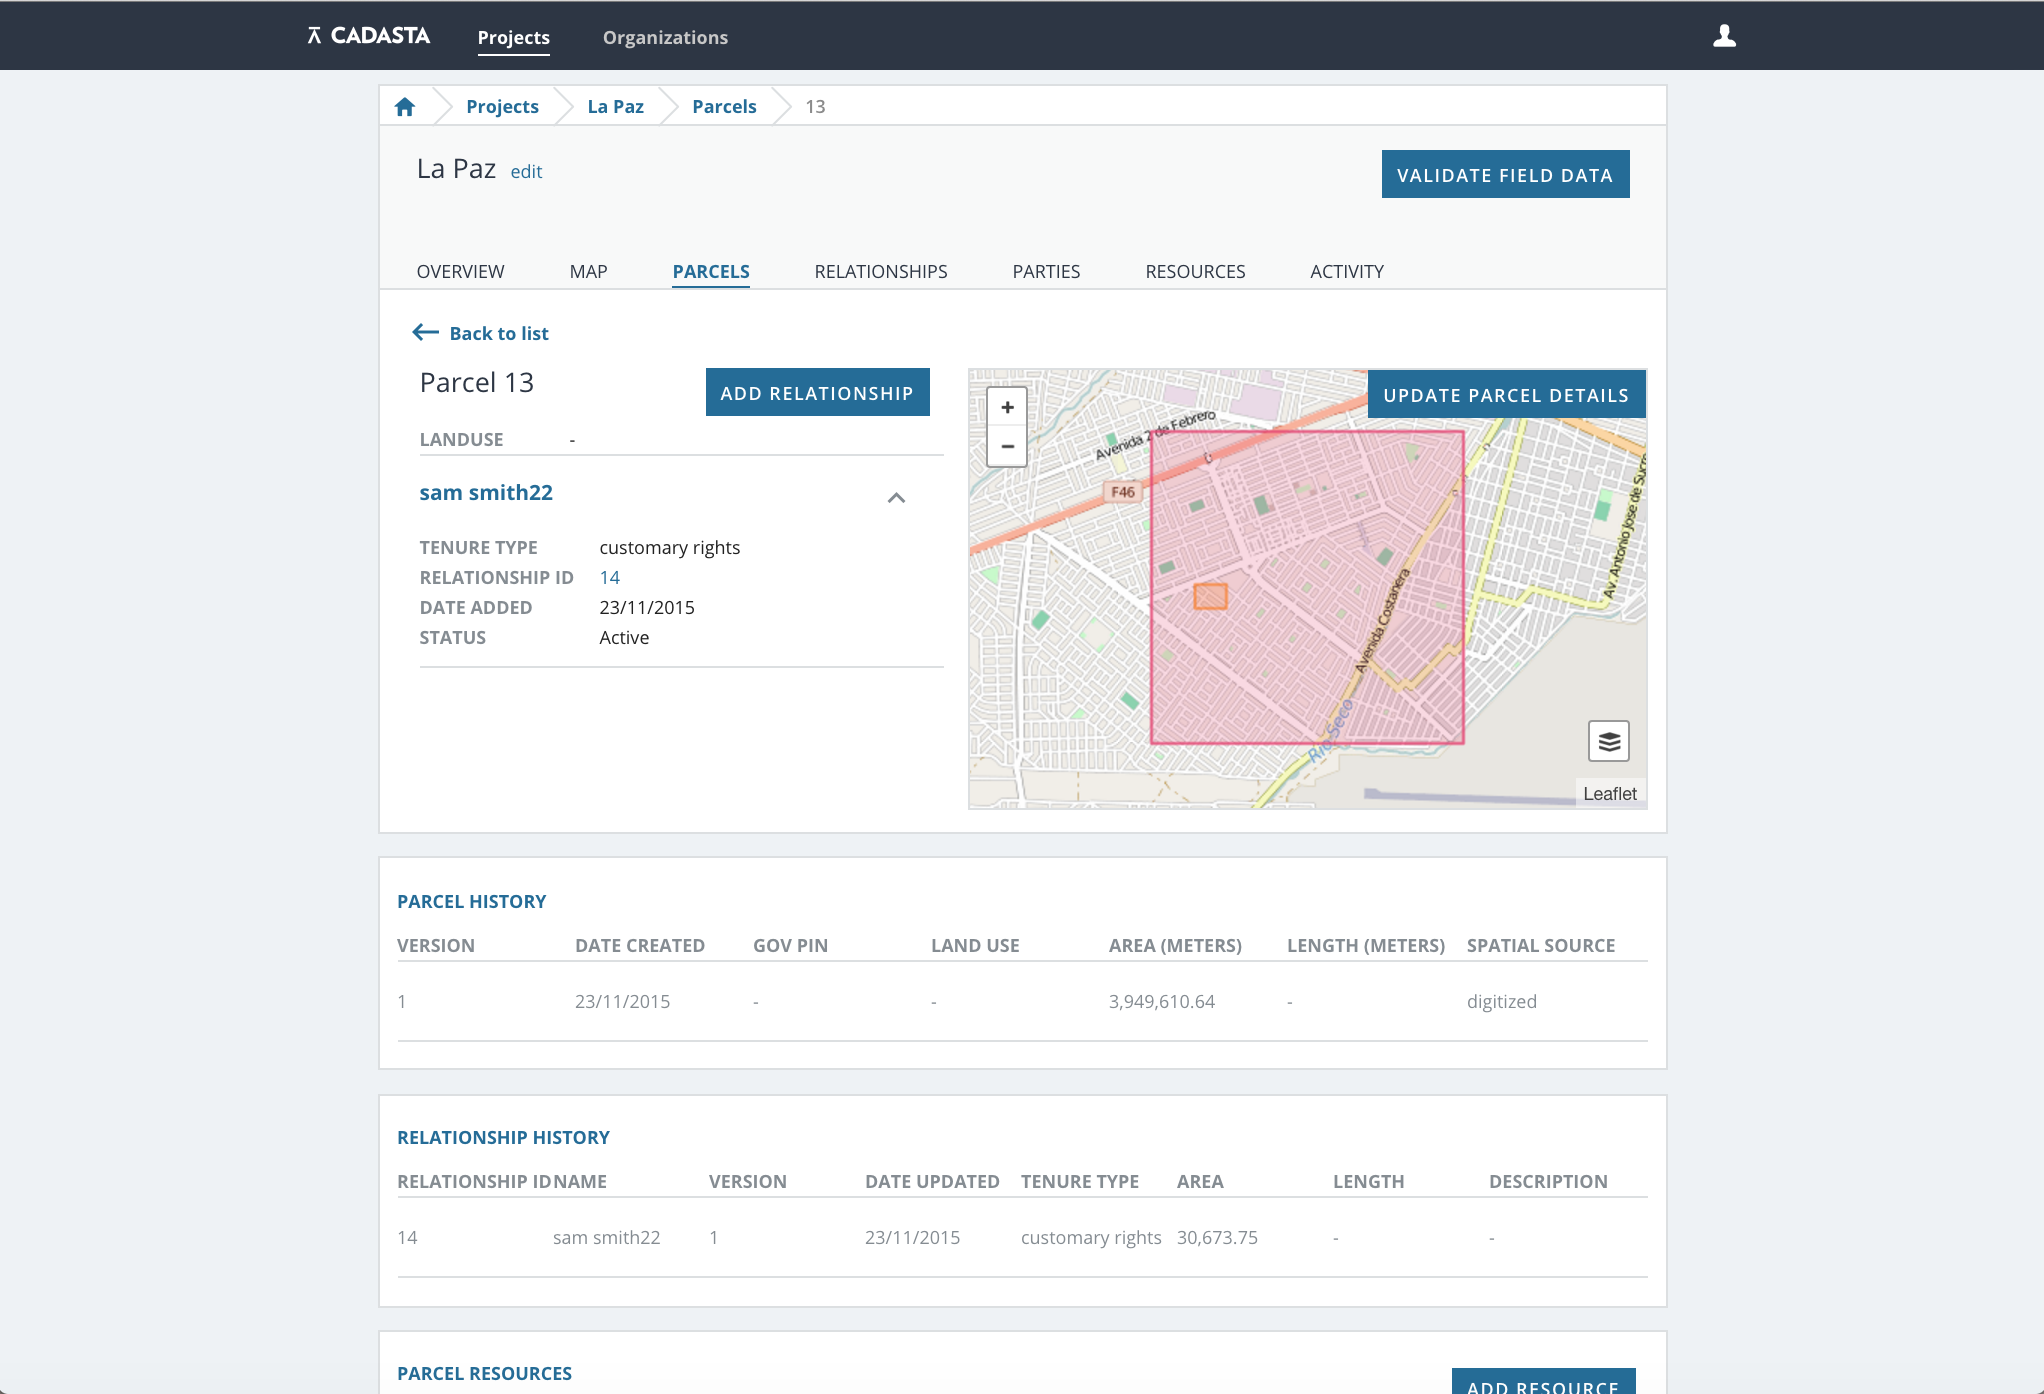 CADASTA Projects Organizations
Projects La Paz Parcels 13
La Paz edit
VALIDATE FIELD DATA
OVERVIEW MAP PARCELS RELATIONSHIPS PARTIES RESOURCES ACTIVITY
Back to list
Parcel 13
ADD RELATIONSHIP
LANDUSE -
sam smith22
TENURE TYPE customary rights
RELATIONSHIP ID 14
DATE ADDED 23/11/2015
STATUS Active
UPDATE PARCEL DETAILS
+
−
Avenida 2 de Febrero
F46
Av. Antonio Jose de Sucre
Avenida Costanera
Rio Seco
Leaflet
PARCEL HISTORY
VERSION DATE CREATED GOV PIN LAND USE AREA (METERS) LENGTH (METERS) SPATIAL SOURCE
1 23/11/2015 - - 3,949,610.64 - digitized
RELATIONSHIP HISTORY
RELATIONSHIP ID NAME VERSION DATE UPDATED TENURE TYPE AREA LENGTH DESCRIPTION
14 sam smith22 1 23/11/2015 customary rights 30,673.75 - -
PARCEL RESOURCES
ADD RESOURCE